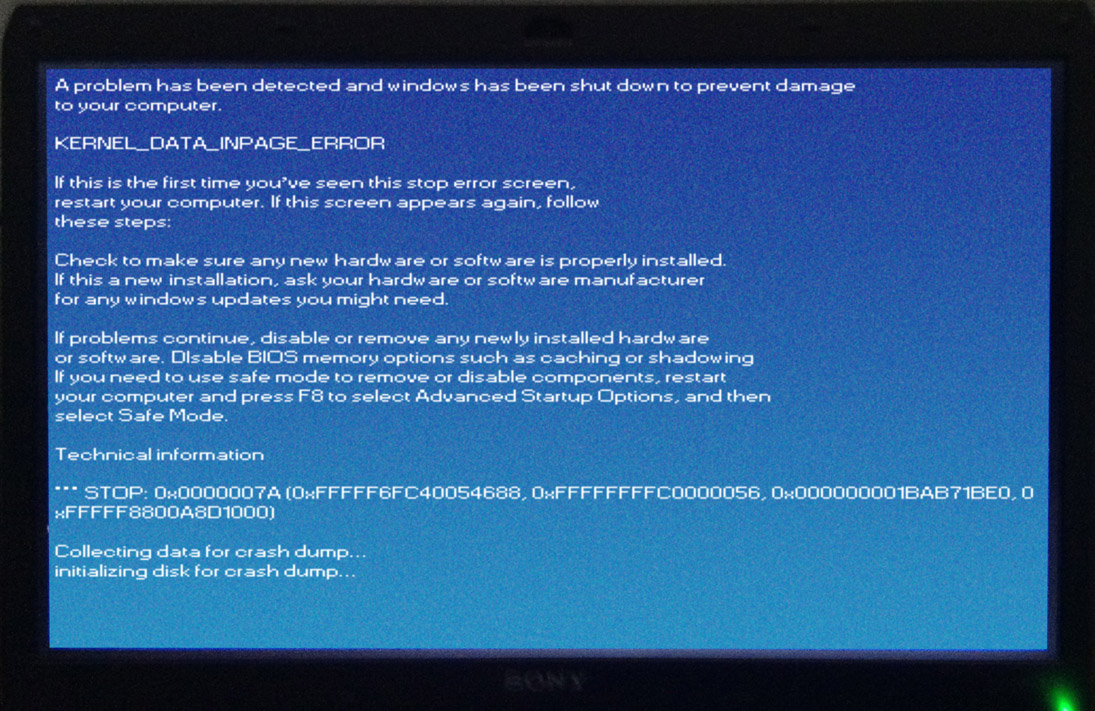 A problem has been detected and windows has been shut down to prevent damage
to your computer.
KERNEL_DATA_INPAGE_ERROR
If this is the first time you've seen this stop error screen,
restart your computer. If this screen appears again, follow
these steps:
Check to make sure any new hardware or software is properly installed.
If this a new installation, ask your hardware or software manufacturer
for any windows updates you might need.
If problems continue, disable or remove any newly installed hardware
or software. DIsable BIOS memory options such as caching or shadowing
If you need to use safe mode to remove or disable components, restart
your computer and press F8 to select Advanced Startup Options, and then
select Safe Mode.
Technical information
*** STOP: 0x0000007A (0xFFFFF6FC40054688, 0xFFFFFFFFC0000056, 0x000000001BAB71BE0, 0
xFFFFF8800A8D1000)
Collecting data for crash dump...
initializing disk for crash dump...
SONY